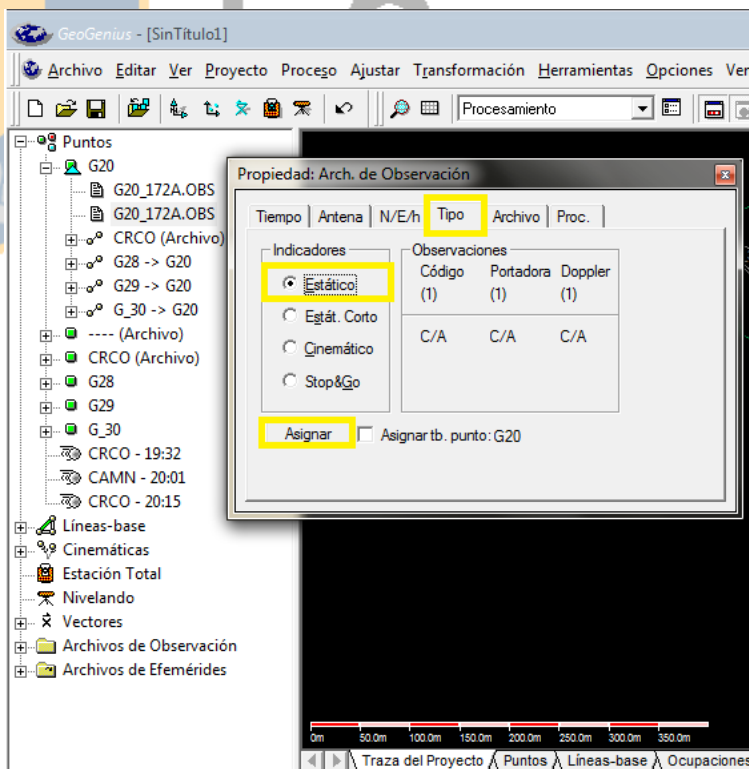 GeoGenius - [SinTítulo1]
Archivo Editar Ver Proyecto Proceso Ajustar Transformación Herramientas Opciones Ver
Procesamiento
Puntos
G20
G20_172A.OBS
G20_172A.OBS
CRCO (Archivo)
G28 -> G20
G29 -> G20
G_30 -> G20
---- (Archivo)
CRCO (Archivo)
G28
G29
G_30
CRCO - 19:32
CAMN - 20:01
CRCO - 20:15
Líneas-base
Cinemáticas
Estación Total
Nivelando
Vectores
Archivos de Observación
Archivos de Efemérides
Propiedad: Arch. de Observación
Tiempo Antena N/E/h Tipo Archivo Proc.
Indicadores
Estático
Estát. Corto
Cinemático
Stop&Go
Observaciones
Código Portadora Doppler
(1) (1) (1)
C/A C/A C/A
Asignar Asignar tb. punto: G20
0m 50.0m 100.0m 150.0m 200.0m 250.0m 300.0m 350.0m
Traza del Proyecto Puntos Líneas-base Ocupaciones